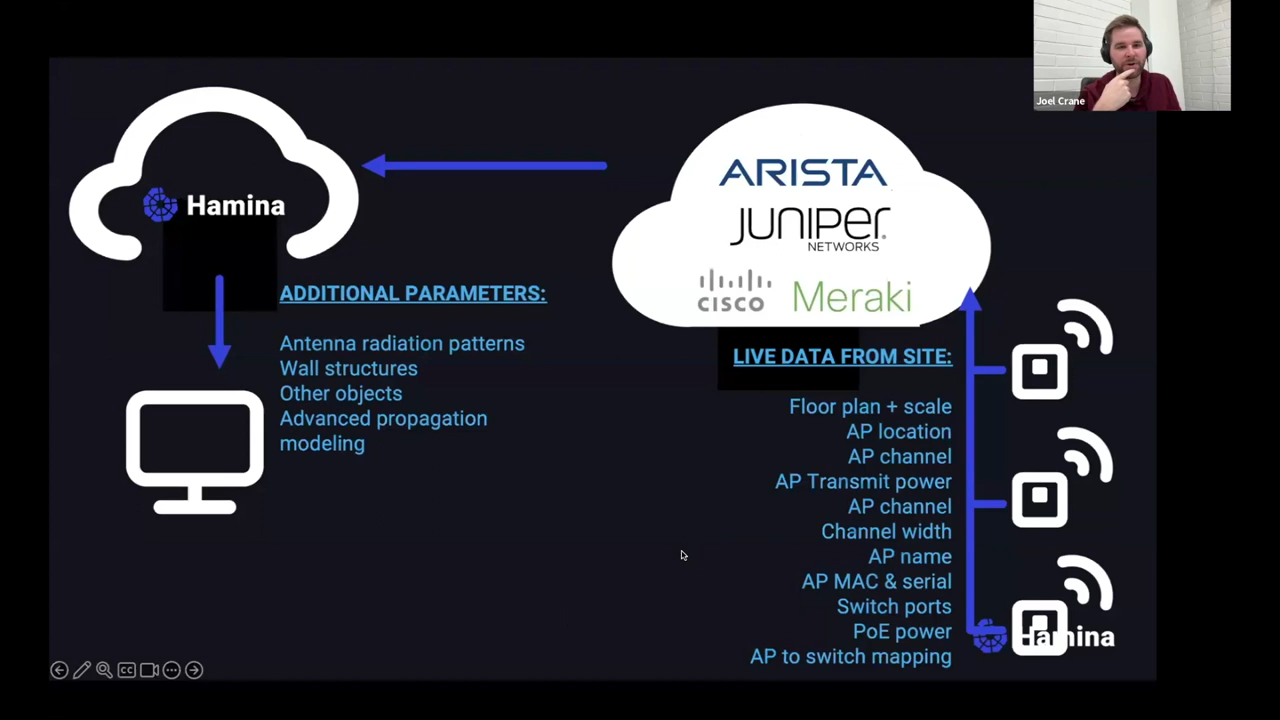 Joel Crane
Hamina
ARISTA
JUNIPER
NETWORKS
CISCO
Meraki
ADDITIONAL PARAMETERS:
Antenna radiation patterns
Wall structures
Other objects
Advanced propagation
modeling
LIVE DATA FROM SITE:
Floor plan + scale
AP location
AP channel
AP Transmit power
AP channel
Channel width
AP name
AP MAC & serial
Switch ports
PoE power
AP to switch mapping
Hamina
CC